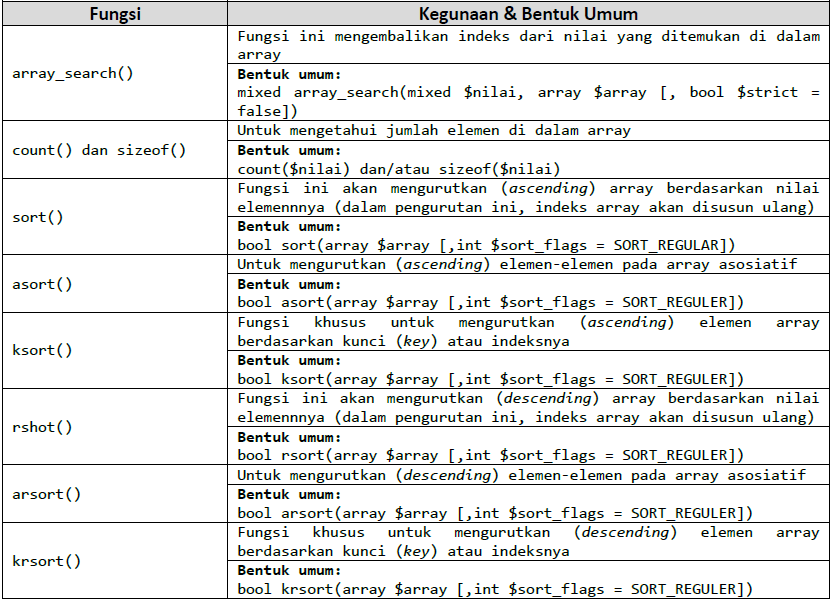 Fungsi
Kegunaan & Bentuk Umum
array_search()
Fungsi ini mengembalikan indeks dari nilai yang ditemukan di dalam
array
Bentuk umum:
mixed array_search(mixed $nilai, array $array [, bool $strict =
false])
count() dan sizeof()
Untuk mengetahui jumlah elemen di dalam array
Bentuk umum:
count($nilai) dan/atau sizeof($nilai)
sort()
Fungsi ini akan mengurutkan (ascending) array berdasarkan nilai
elemennnya (dalam pengurutan ini, indeks array akan disusun ulang)
Bentuk umum:
bool sort(array $array [,int $sort_flags = SORT_REGULAR])
asort()
Untuk mengurutkan (ascending) elemen-elemen pada array asosiatif
Bentuk umum:
bool asort(array $array [,int $sort_flags = SORT_REGULER])
ksort()
Fungsi khusus untuk mengurutkan (ascending) elemen array
berdasarkan kunci (key) atau indeksnya
Bentuk umum:
bool ksort(array $array [,int $sort_flags = SORT_REGULER])
rshot()
Fungsi ini akan mengurutkan (descending) array berdasarkan nilai
elemennnya (dalam pengurutan ini, indeks array akan disusun ulang)
Bentuk umum:
bool rsort(array $array [,int $sort_flags = SORT_REGULER])
arsort()
Untuk mengurutkan (descending) elemen-elemen pada array asosiatif
Bentuk umum:
bool arsort(array $array [,int $sort_flags = SORT_REGULER])
krsort()
Fungsi khusus untuk mengurutkan (descending) elemen array
berdasarkan kunci (key) atau indeksnya
Bentuk umum:
bool krsort(array $array [,int $sort_flags = SORT_REGULER])